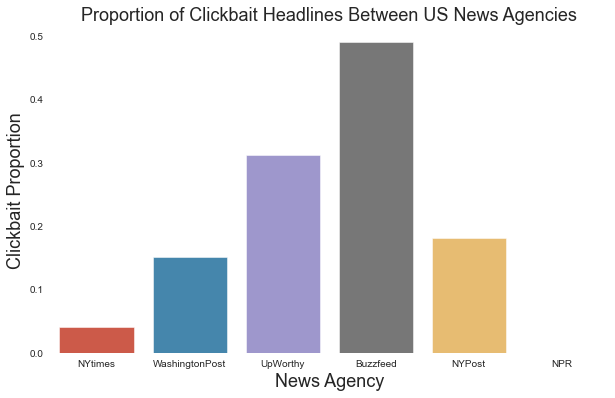 Proportion of Clickbait Headlines Between US News Agencies
0.5
0.4
0.3
0.2
0.1
0.0
Clickbait Proportion
NYtimes WashingtonPost UpWorthy Buzzfeed NYPost NPR
News Agency